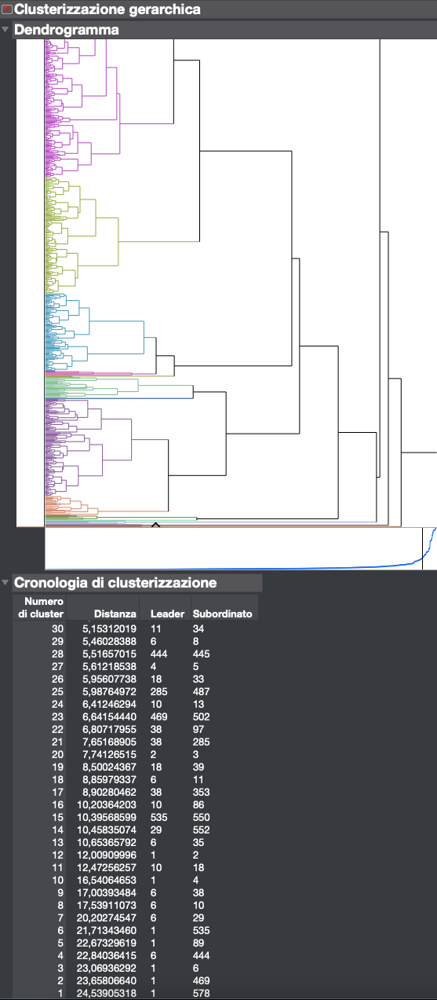 Clusterizzazione gerarchica
Dendrogramma
Cronologia di clusterizzazione
Numero
di cluster Distanza Leader Subordinato
30 5,15312019 11 34
29 5,46028388 6 8
28 5,51657015 444 445
27 5,61218538 4 5
26 5,95607738 18 33
25 5,98764972 285 487
24 6,41246294 10 13
23 6,64154440 469 502
22 6,80717955 38 97
21 7,65168905 38 285
20 7,74126515 2 3
19 8,50024367 18 39
18 8,85979337 6 11
17 8,90280462 38 353
16 10,20364203 10 86
15 10,39568599 535 550
14 10,45835074 29 552
13 10,65365792 6 35
12 12,00909996 1 2
11 12,47256257 10 18
10 16,54064653 1 4
9 17,00393484 6 38
8 17,53911073 6 10
7 20,20274547 6 29
6 21,71343460 1 535
5 22,67329619 1 89
4 22,84036415 6 444
3 23,06936292 1 6
2 23,65806640 1 469
1 24,53905318 1 578